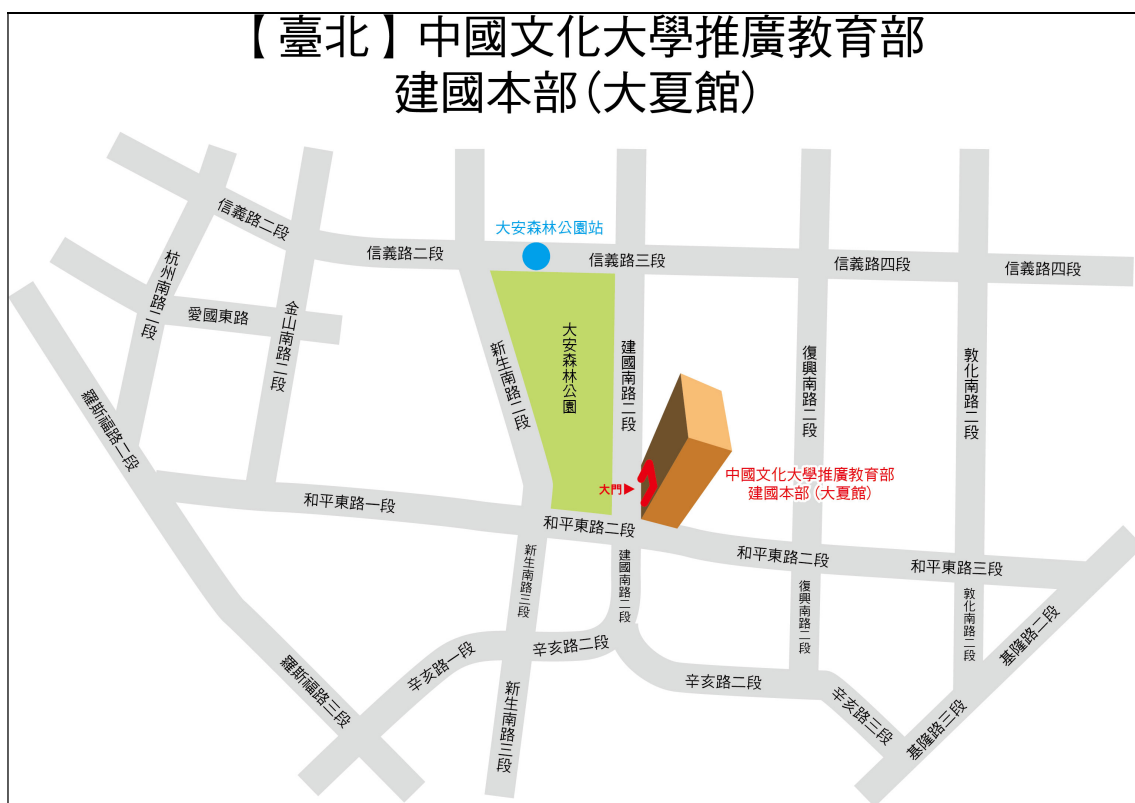 【臺北】中國文化大學推廣教育部
建國本部(大夏館)
大安森林公園站
信義路二段
信義路二段
信義路三段
信義路四段
信義路四段
杭州南路二段
愛國東路
金山南路二段
新生南路二段
大安森林公園
建國南路二段
復興南路二段
敦化南路二段
羅斯福路二段
中國文化大學推廣教育部
建國本部(大夏館)
大門
和平東路一段
和平東路二段
和平東路二段
和平東路三段
新生南路三段
建國南路二段
復興南路二段
敦化南路二段
基隆路二段
辛亥路一段
辛亥路二段
辛亥路二段
辛亥路三段
羅斯福路三段
新生南路三段
基隆路三段